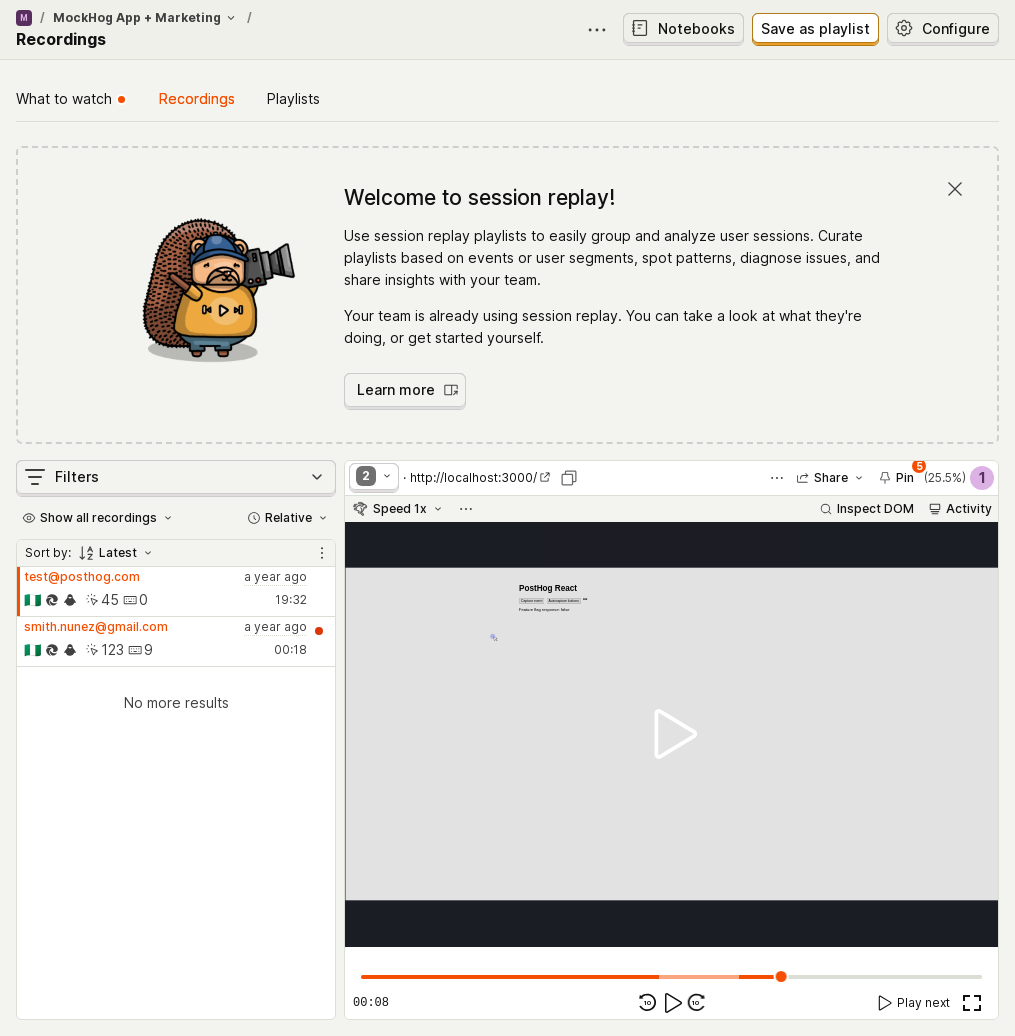 M / MockHog App + Marketing /
Recordings
Notebooks
Save as playlist
Configure
What to watch
Recordings
Playlists
Welcome to session replay!
Use session replay playlists to easily group and analyze user sessions. Curate
playlists based on events or user segments, spot patterns, diagnose issues, and
share insights with your team.
Your team is already using session replay. You can take a look at what they're
doing, or get started yourself.
Learn more
Filters
Show all recordings
Relative
Sort by:
Latest
test@posthog.com
a year ago
45
0
19:32
smith.nunez@gmail.com
a year ago
123
9
00:18
No more results
2
· http://localhost:3000/
Share
Pin
5
(25.5%)
1
Speed 1x
Inspect DOM
Activity
PostHog React
Feature flag response: false
00:08
10
10
Play next